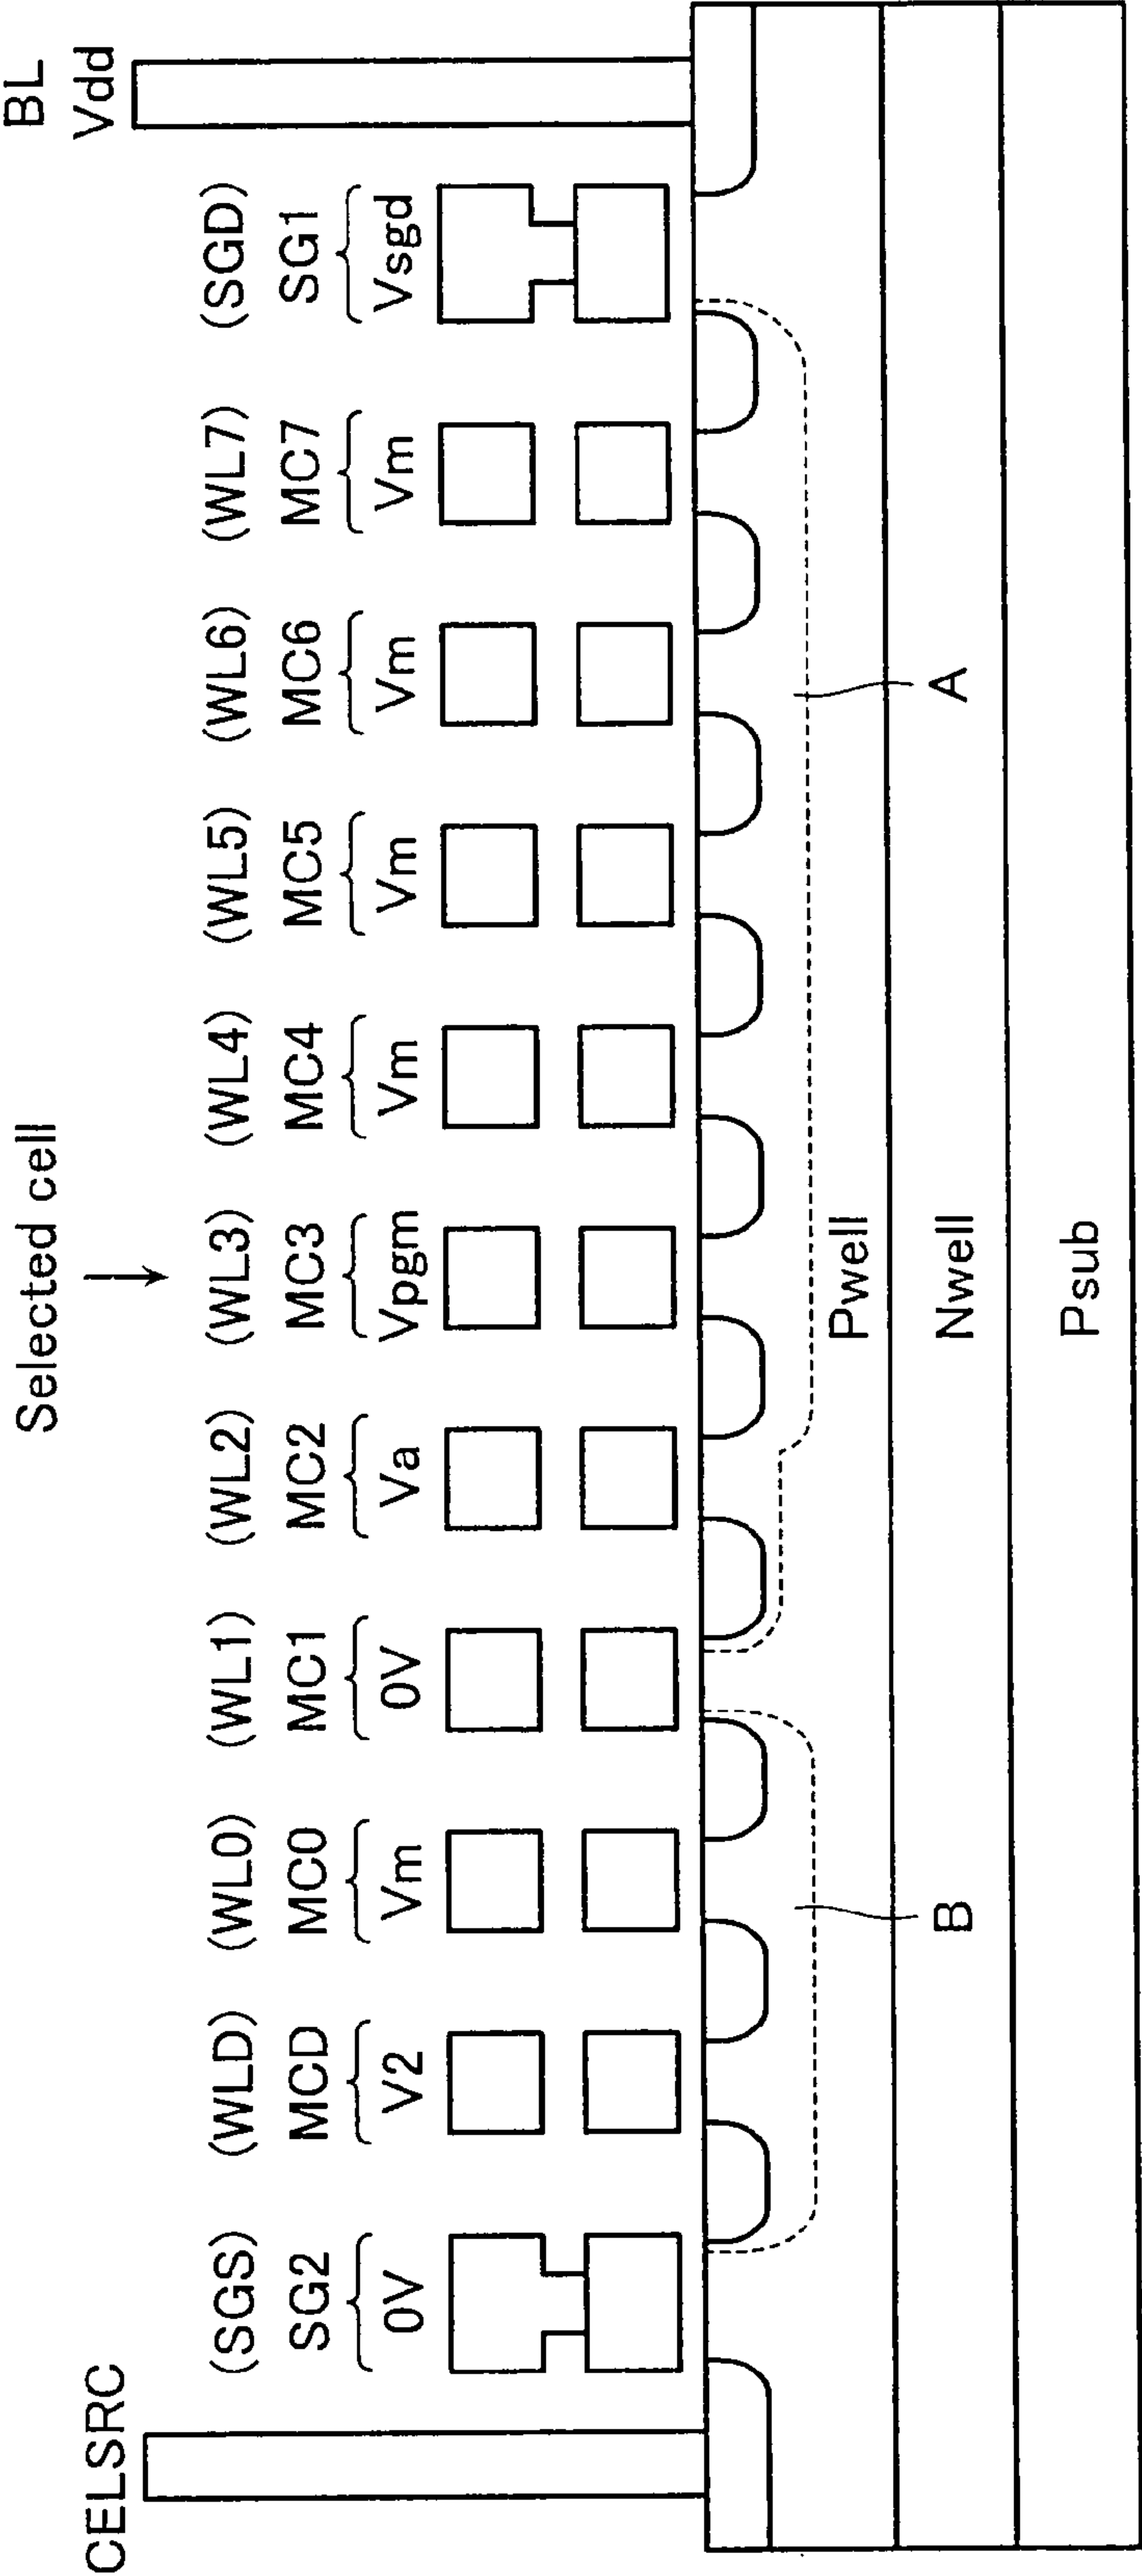 Selected cell
BL
Vdd
CELSRC
(SGS) (WLD) (WL0) (WL1) (WL2) (WL3) (WL4) (WL5) (WL6) (WL7) (SGD)
SG2 MCD MC0 MC1 MC2 MC3 MC4 MC5 MC6 MC7 SG1
0V V2 Vm 0V Va Vpgm Vm Vm Vm Vm Vsgd
Pwell
B A
Nwell
Psub